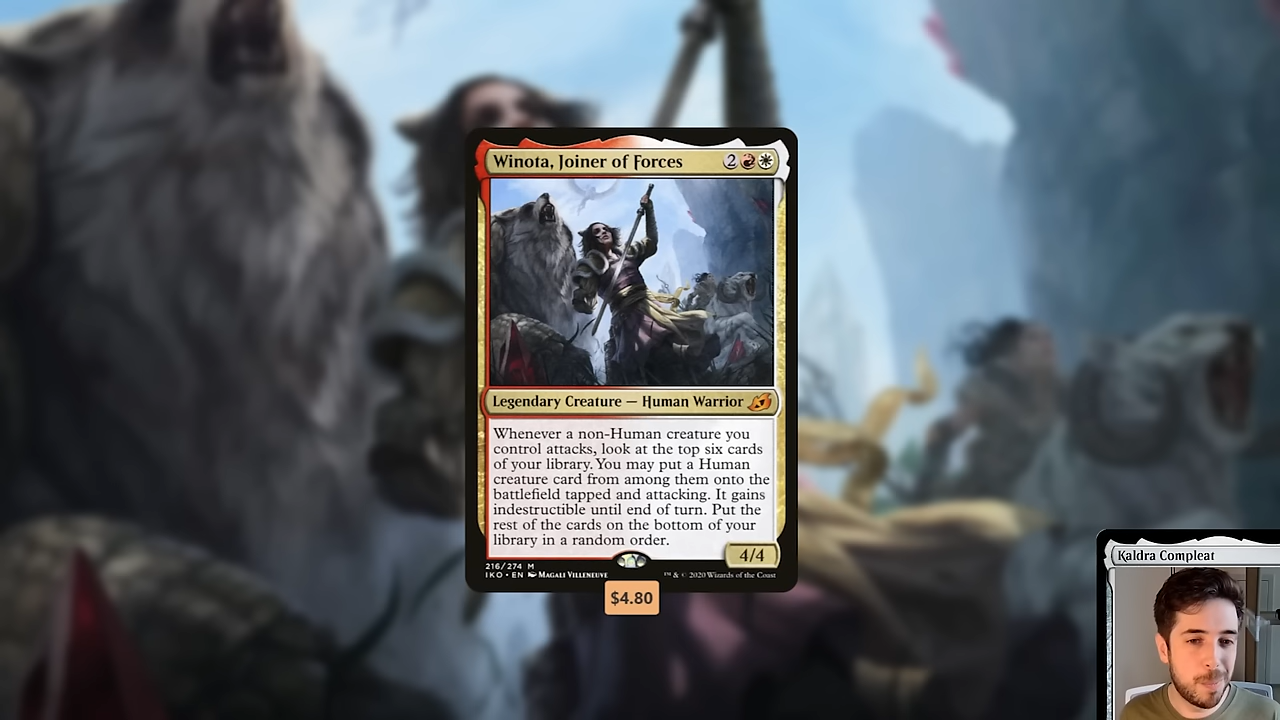 Winota, Joiner of Forces 2
Legendary Creature — Human Warrior
Whenever a non-Human creature you
control attacks, look at the top six cards
of your library. You may put a Human
creature card from among them onto the
battlefield tapped and attacking. It gains
indestructible until end of turn. Put the
rest of the cards on the bottom of your
library in a random order.
4/4
216/274 M
IKO • EN Magali Villeneuve
™ & © 2020 Wizards of the Coast
$4.80
Kaldra Compleat